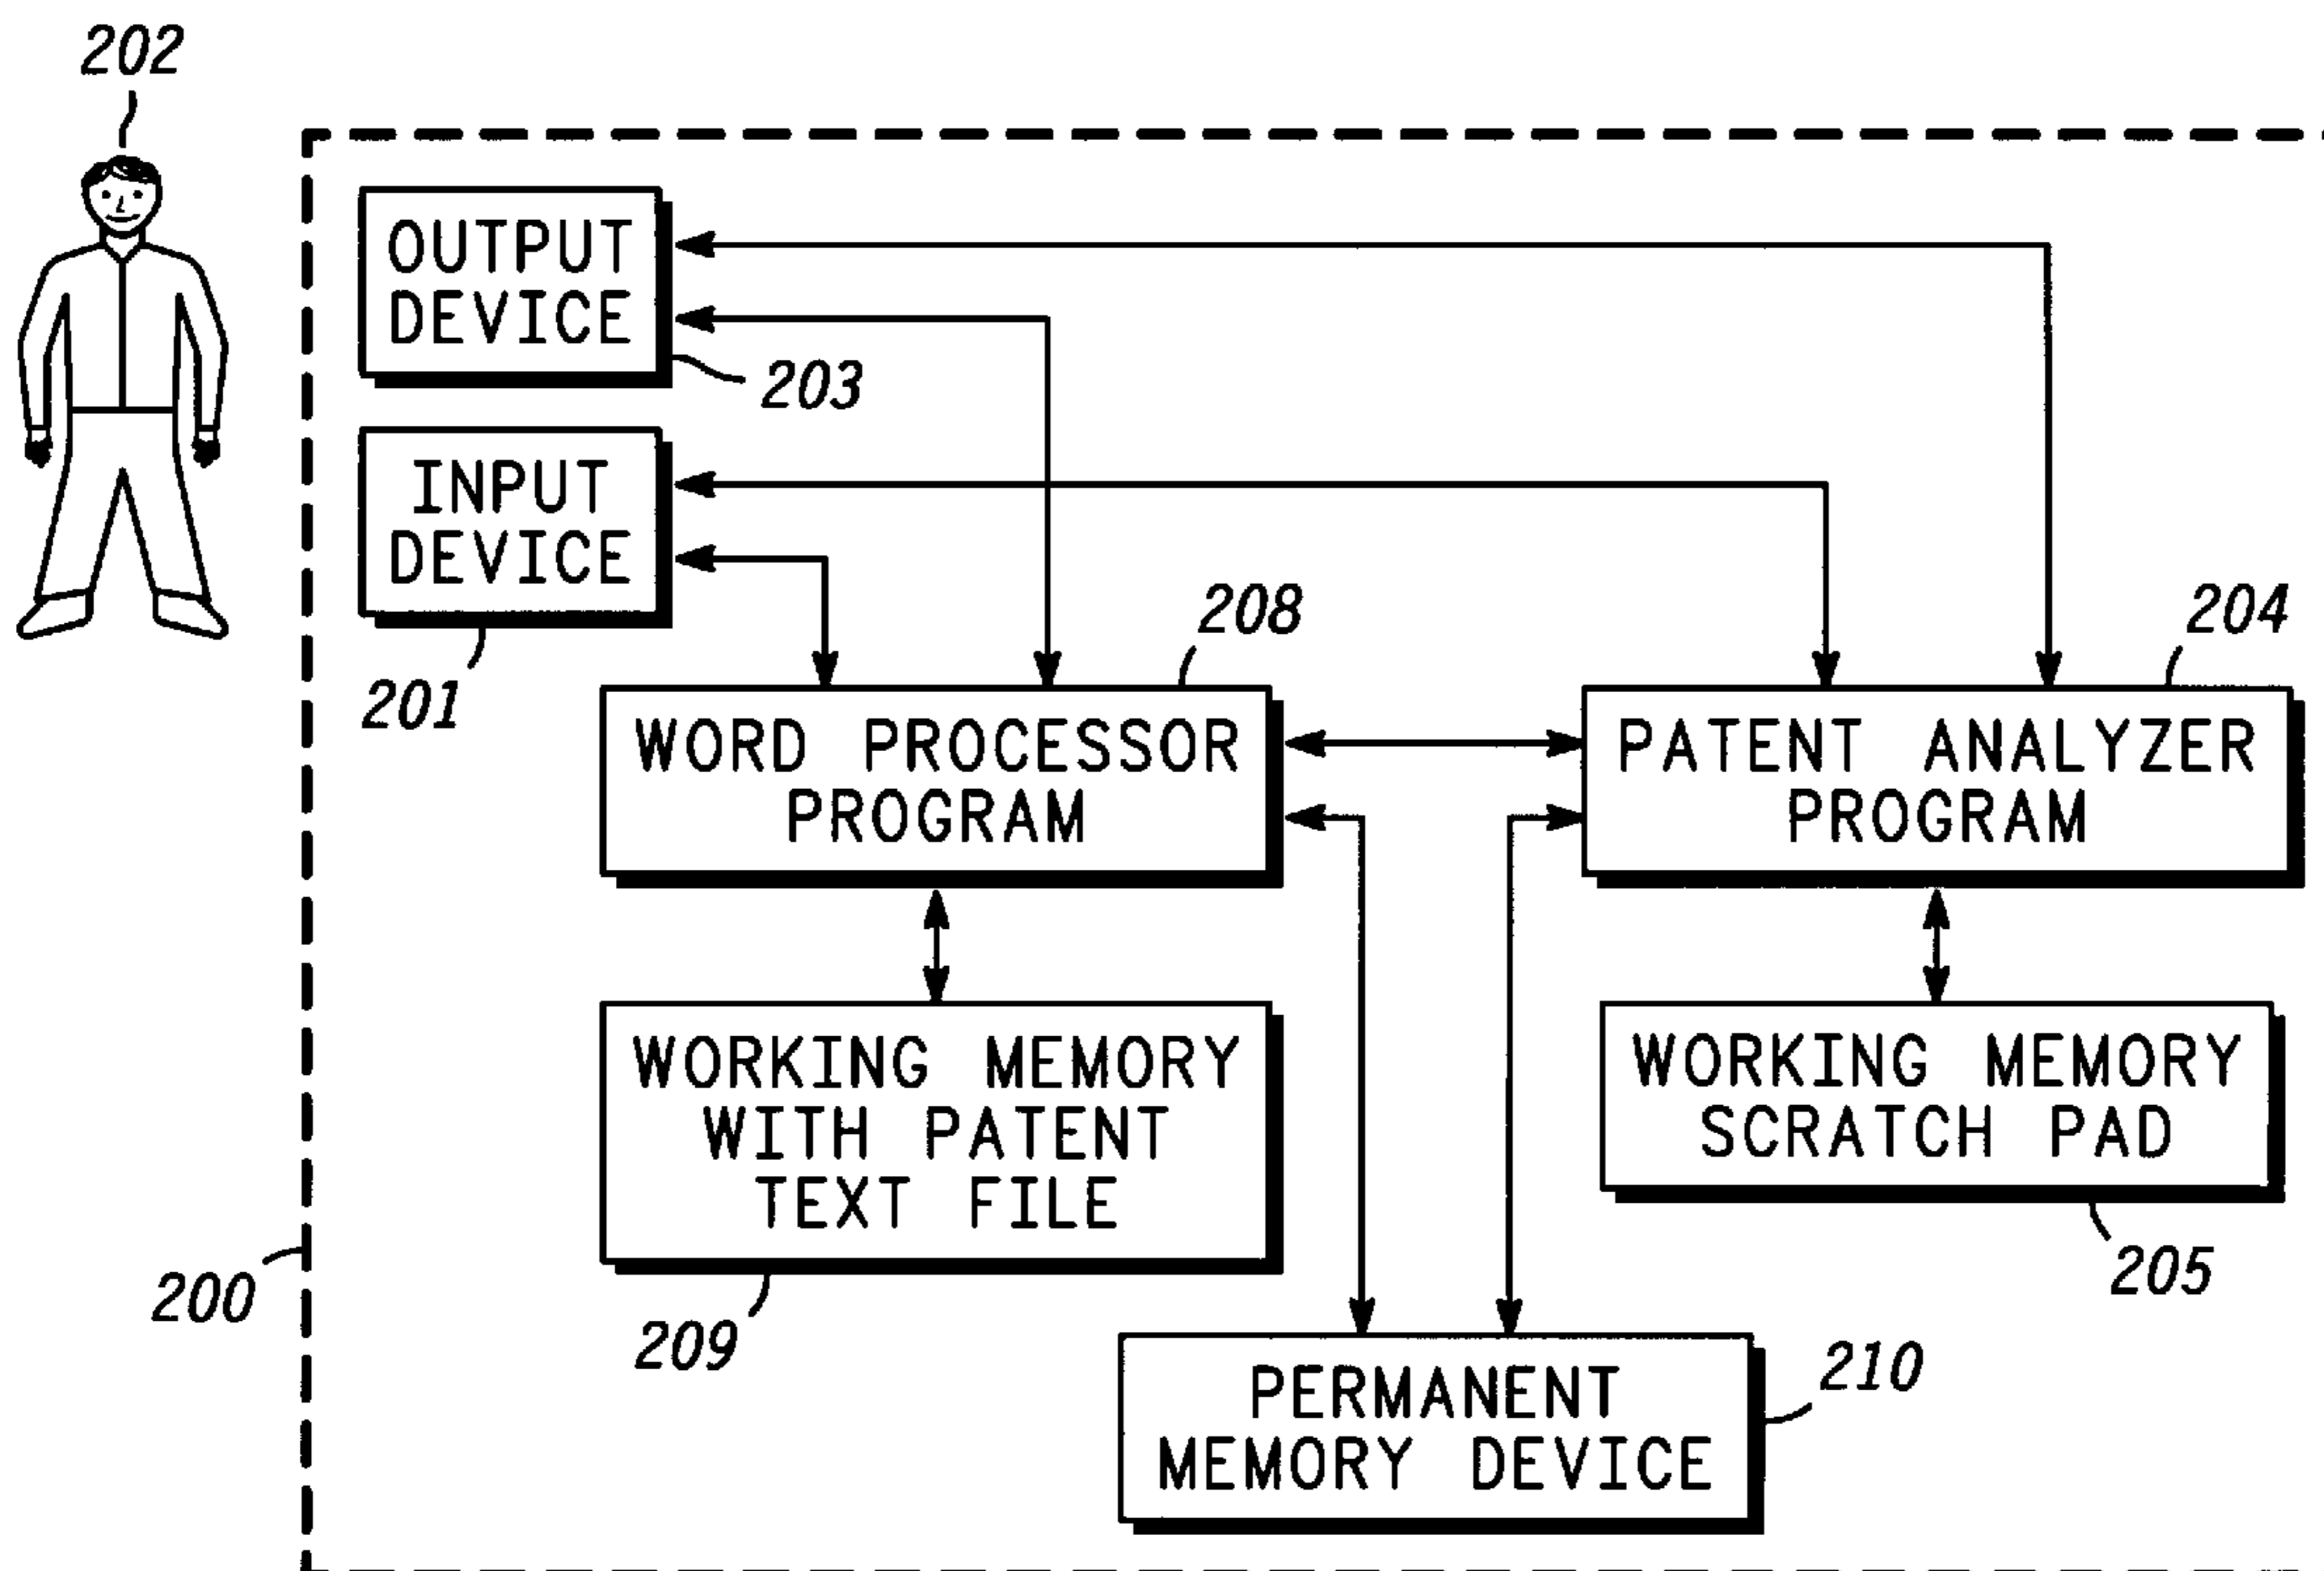 202
OUTPUT
DEVICE
203
INPUT
DEVICE
201
208
204
WORD PROCESSOR
PROGRAM
PATENT ANALYZER
PROGRAM
WORKING MEMORY
WITH PATENT
TEXT FILE
WORKING MEMORY
SCRATCH PAD
200
209
205
PERMANENT
MEMORY DEVICE
210